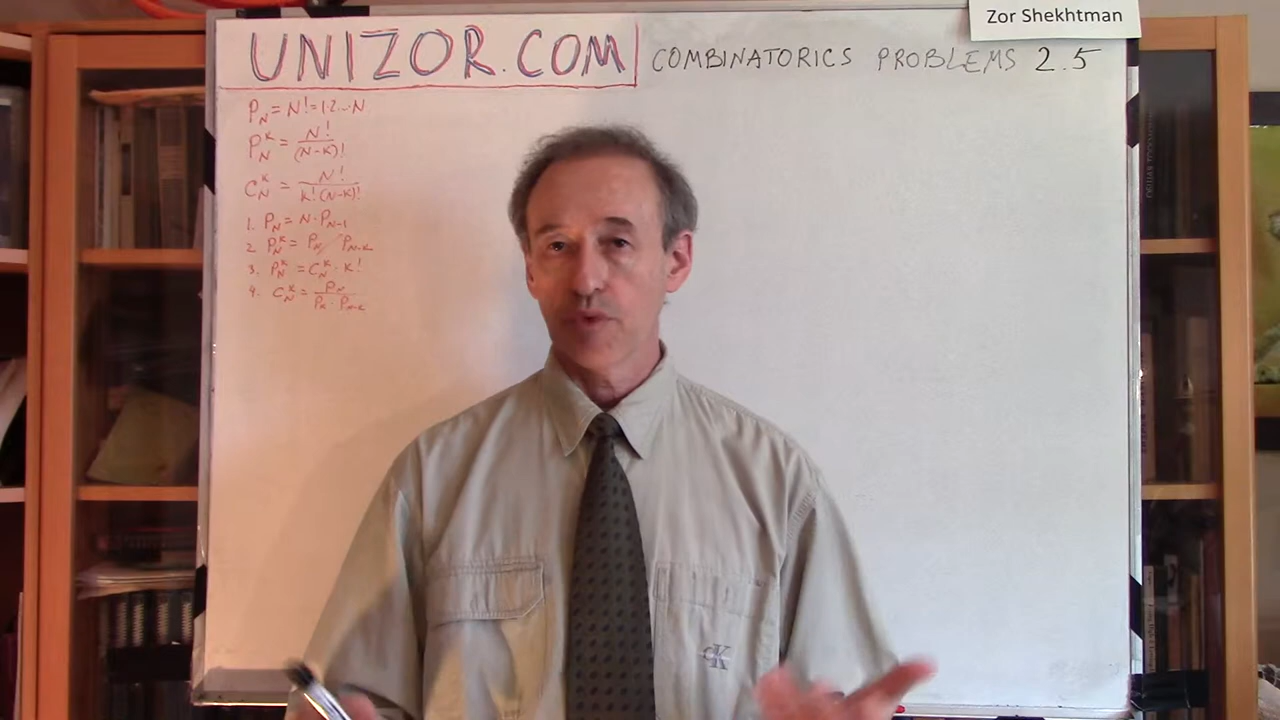 Zor Shekhtman
UNIZOR.COM COMBINATORICS PROBLEMS 2.5
P_N = N! = 1·2...·N
P_N^K = N!/(N-K)!
C_N^K = N!/K!(N-K)!
1. P_N = N·P_{N-1}
2 P_N^K = P_N / P_{N-K}
3. P_N^K = C_N^K · K!
4. C_N^K = P_N/P_K · P_{N-K}
CK